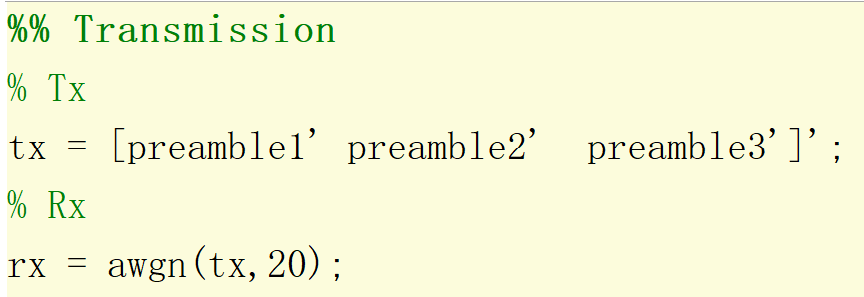 %% Transmission
% Tx
tx = [preamble1' preamble2'  preamble3']';
% Rx
rx = awgn(tx,20);